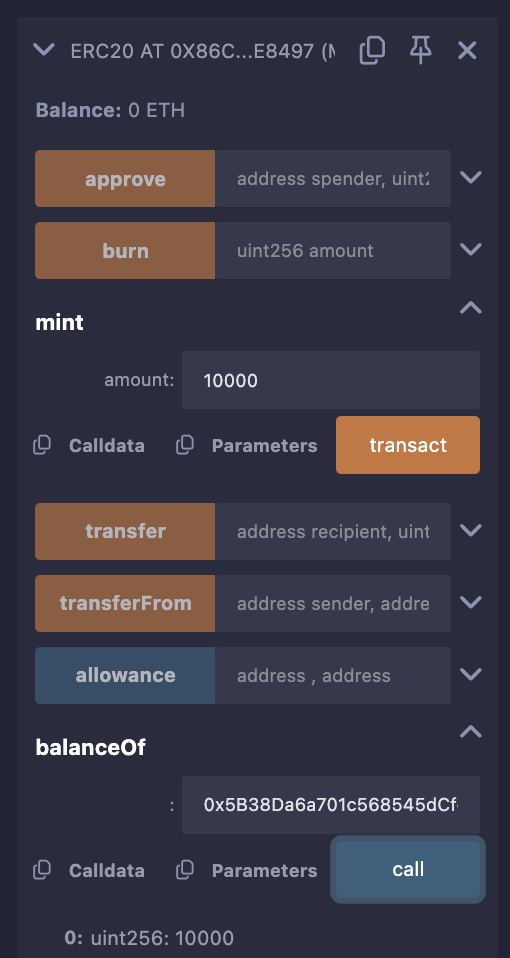 ERC20 AT 0X86C...E8497 (M
Balance: 0 ETH
approve address spender, uint2
burn uint256 amount
mint
amount: 10000
Calldata Parameters transact
transfer address recipient, uint
transferFrom address sender, addre
allowance address , address
balanceOf
: 0x5B38Da6a701c568545dCf
Calldata Parameters call
0: uint256: 10000